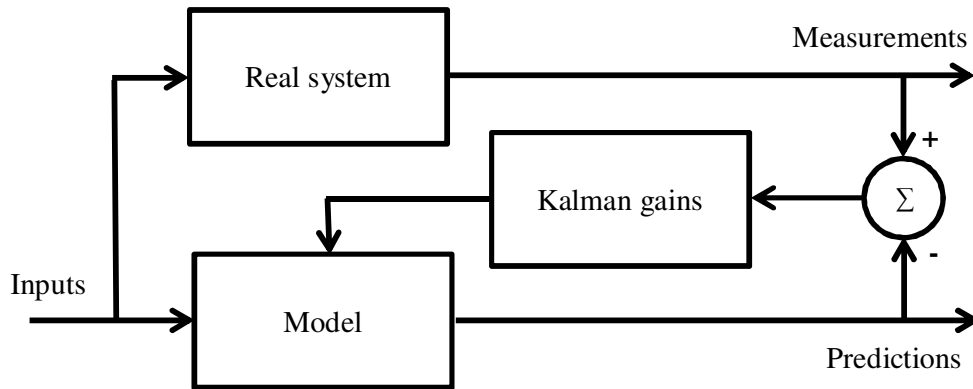 Measurements
Real system
+
Kalman gains
Σ
Inputs
-
Model
Predictions